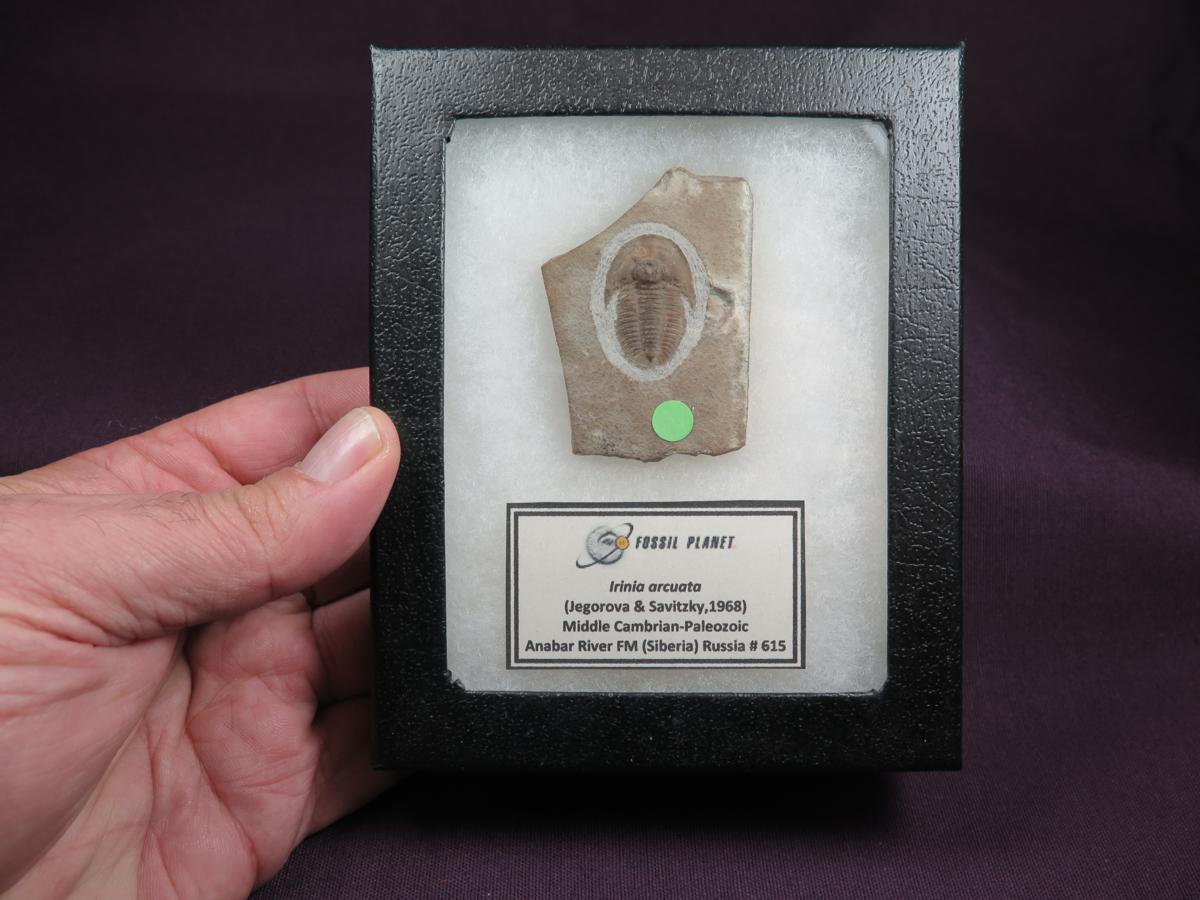 FOSSIL PLANET
Irinia arcuata
(Jegorova & Savitzky,1968)
Middle Cambrian-Paleozoic
Anabar River FM (Siberia) Russia # 615